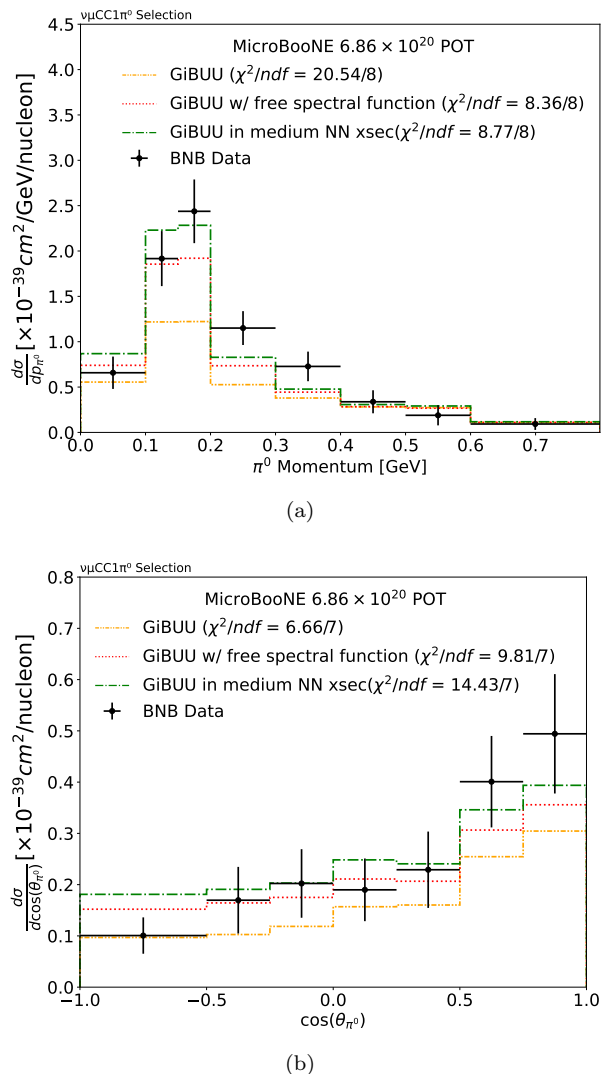 νμCC1π⁰ Selection
MicroBooNE 6.86 × 10²⁰ POT
GiBUU (χ²/ndf = 20.54/8)
GiBUU w/ free spectral function (χ²/ndf = 8.36/8)
GiBUU in medium NN xsec(χ²/ndf = 8.77/8)
BNB Data
dσ/dp_π⁰ [×10⁻³⁹cm²/GeV/nucleon]
4.5
4.0
3.5
3.0
2.5
2.0
1.5
1.0
0.5
0.0
0.0 0.1 0.2 0.3 0.4 0.5 0.6 0.7
π⁰ Momentum [GeV]
(a)
νμCC1π⁰ Selection
MicroBooNE 6.86 × 10²⁰ POT
GiBUU (χ²/ndf = 6.66/7)
GiBUU w/ free spectral function (χ²/ndf = 9.81/7)
GiBUU in medium NN xsec(χ²/ndf = 14.43/7)
BNB Data
dσ/dcos(θ_π⁰) [×10⁻³⁹cm²/nucleon]
0.8
0.7
0.6
0.5
0.4
0.3
0.2
0.1
0.0
−1.0 −0.5 0.0 0.5 1.0
cos(θ_π⁰)
(b)